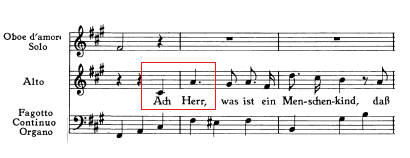 Oboe d'amore
Solo
Alto
Ach Herr, was ist ein Men-schen-kind, daß
Fagotto
Continuo
Organo